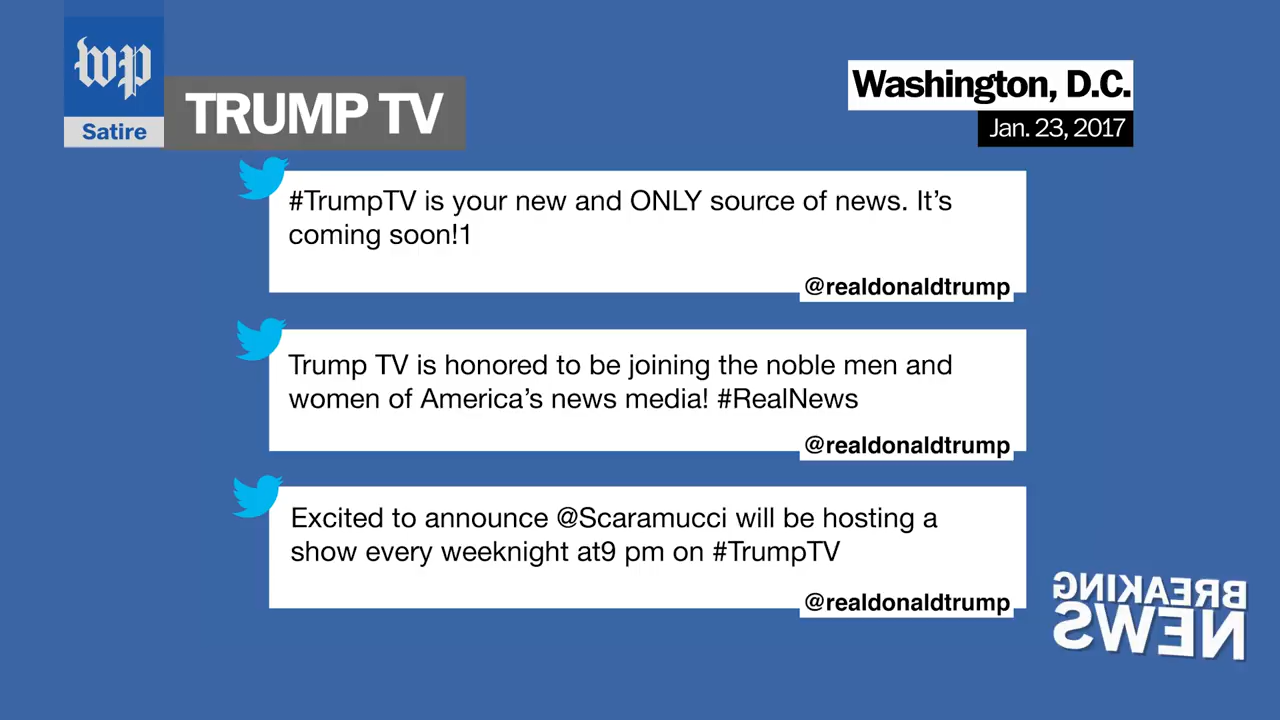 wp
Satire
TRUMP TV
Washington, D.C.
Jan. 23, 2017
#TrumpTV is your new and ONLY source of news. It’s
coming soon!1
@realdonaldtrump
Trump TV is honored to be joining the noble men and
women of America’s news media! #RealNews
@realdonaldtrump
Excited to announce @Scaramucci will be hosting a
show every weeknight at9 pm on #TrumpTV
@realdonaldtrump
BREAKING
NEWS